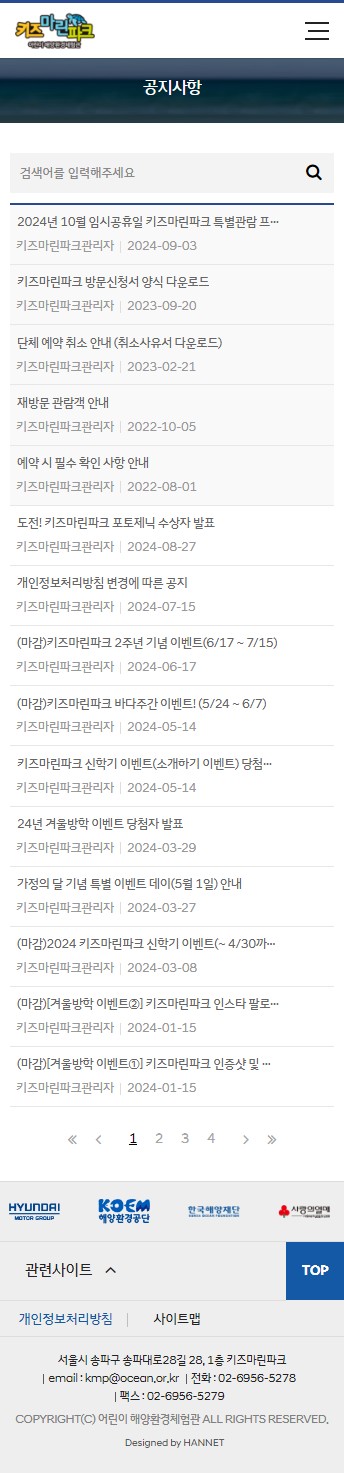 키즈마린파크
어린이 해양환경체험관
공지사항
검색어를 입력해주세요
2024년 10월 임시공휴일 키즈마린파크 특별관람 프…
키즈마린파크관리자 | 2024-09-03
키즈마린파크 방문신청서 양식 다운로드
키즈마린파크관리자 | 2023-09-20
단체 예약 취소 안내 (취소사유서 다운로드)
키즈마린파크관리자 | 2023-02-21
재방문 관람객 안내
키즈마린파크관리자 | 2022-10-05
예약 시 필수 확인 사항 안내
키즈마린파크관리자 | 2022-08-01
도전! 키즈마린파크 포토제닉 수상자 발표
키즈마린파크관리자 | 2024-08-27
개인정보처리방침 변경에 따른 공지
키즈마린파크관리자 | 2024-07-15
(마감)키즈마린파크 2주년 기념 이벤트(6/17 ~ 7/15)
키즈마린파크관리자 | 2024-06-17
(마감)키즈마린파크 바다주간 이벤트! (5/24 ~ 6/7)
키즈마린파크관리자 | 2024-05-14
키즈마린파크 신학기 이벤트(소개하기 이벤트) 당첨…
키즈마린파크관리자 | 2024-05-14
24년 겨울방학 이벤트 당첨자 발표
키즈마린파크관리자 | 2024-03-29
가정의 달 기념 특별 이벤트 데이(5월 1일) 안내
키즈마린파크관리자 | 2024-03-27
(마감)2024 키즈마린파크 신학기 이벤트(~ 4/30까…
키즈마린파크관리자 | 2024-03-08
(마감)[겨울방학 이벤트②] 키즈마린파크 인스타 팔로…
키즈마린파크관리자 | 2024-01-15
(마감)[겨울방학 이벤트①] 키즈마린파크 인증샷 및 …
키즈마린파크관리자 | 2024-01-15
« ‹ 1 2 3 4 › »
HYUNDAI
MOTOR GROUP
KOEM
해양환경공단
한국해양재단
KOREA OCEAN FOUNDATION
사랑의열매
관련사이트
TOP
개인정보처리방침 | 사이트맵
서울시 송파구 송파대로28길 28, 1층 키즈마린파크
| email : kmp@ocean.or.kr | 전화 : 02-6956-5278
| 팩스 : 02-6956-5279
COPYRIGHT(C) 어린이 해양환경체험관 ALL RIGHTS RESERVED.
Designed by HANNET